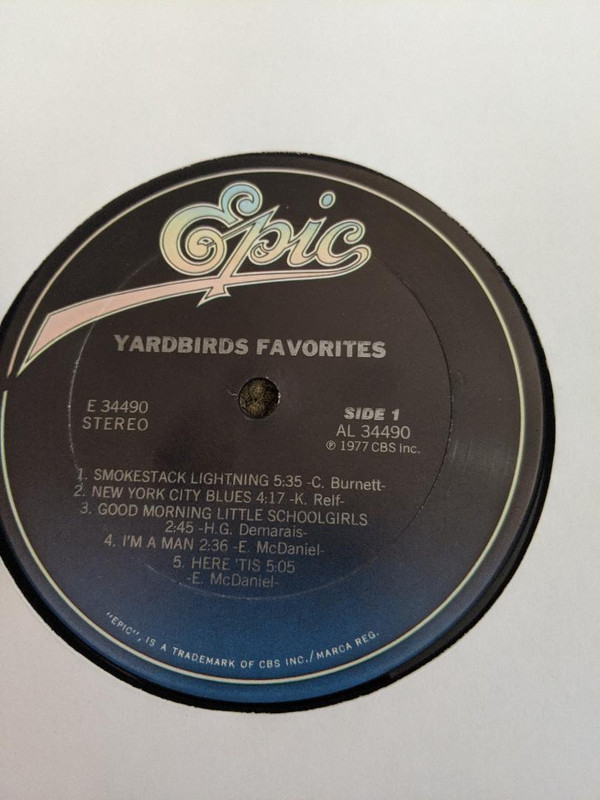 Epic
YARDBIRDS FAVORITES
E 34490
STEREO
SIDE 1
AL 34490
℗ 1977 CBS Inc.
1. SMOKESTACK LIGHTNING 5:35 -C. Burnett-
2. NEW YORK CITY BLUES 4:17 -K. Relf-
3. GOOD MORNING LITTLE SCHOOLGIRLS
2:45 -H.G. Demarais-
4. I'M A MAN 2:36 -E. McDaniel-
5. HERE 'TIS 5:05
-E. McDaniel-
"EPIC", IS A TRADEMARK OF CBS INC./MARCA REG.